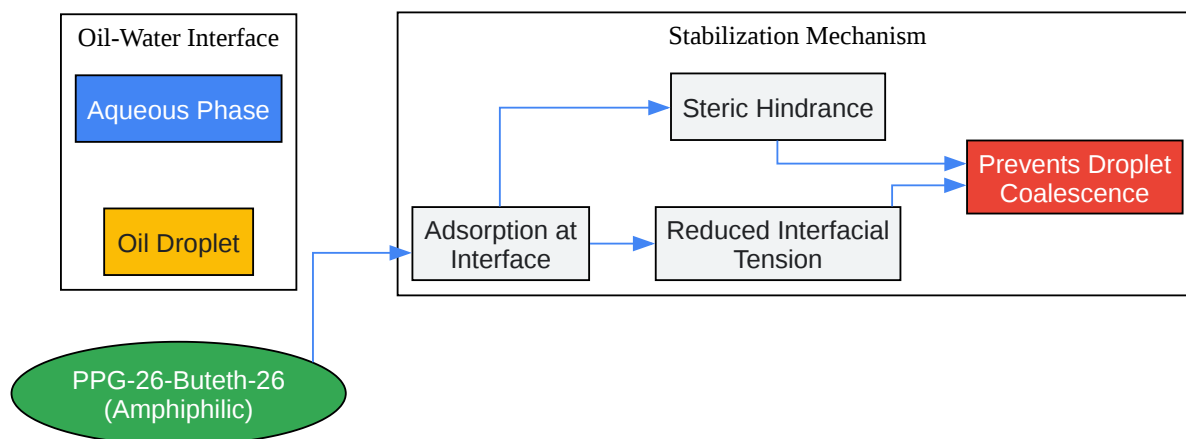 Oil-Water Interface
Aqueous Phase
Oil Droplet
PPG-26-Buteth-26
(Amphiphilic)
Stabilization Mechanism
Steric Hindrance
Adsorption at
Interface
Reduced Interfacial
Tension
Prevents Droplet
Coalescence